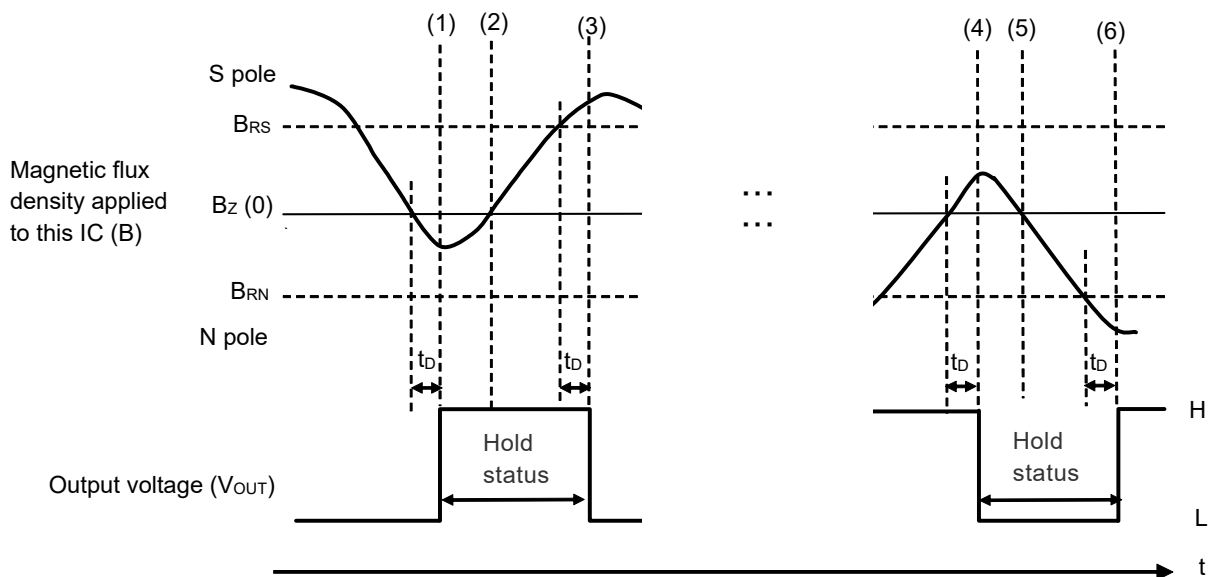 (1) (2) (3) (4) (5) (6)
S pole
BRS
Magnetic flux
density applied
to this IC (B)
BZ (0)
...
...
BRN
N pole
tD tD tD tD
H
Hold
status
Hold
status
Output voltage (VOUT)
L
t